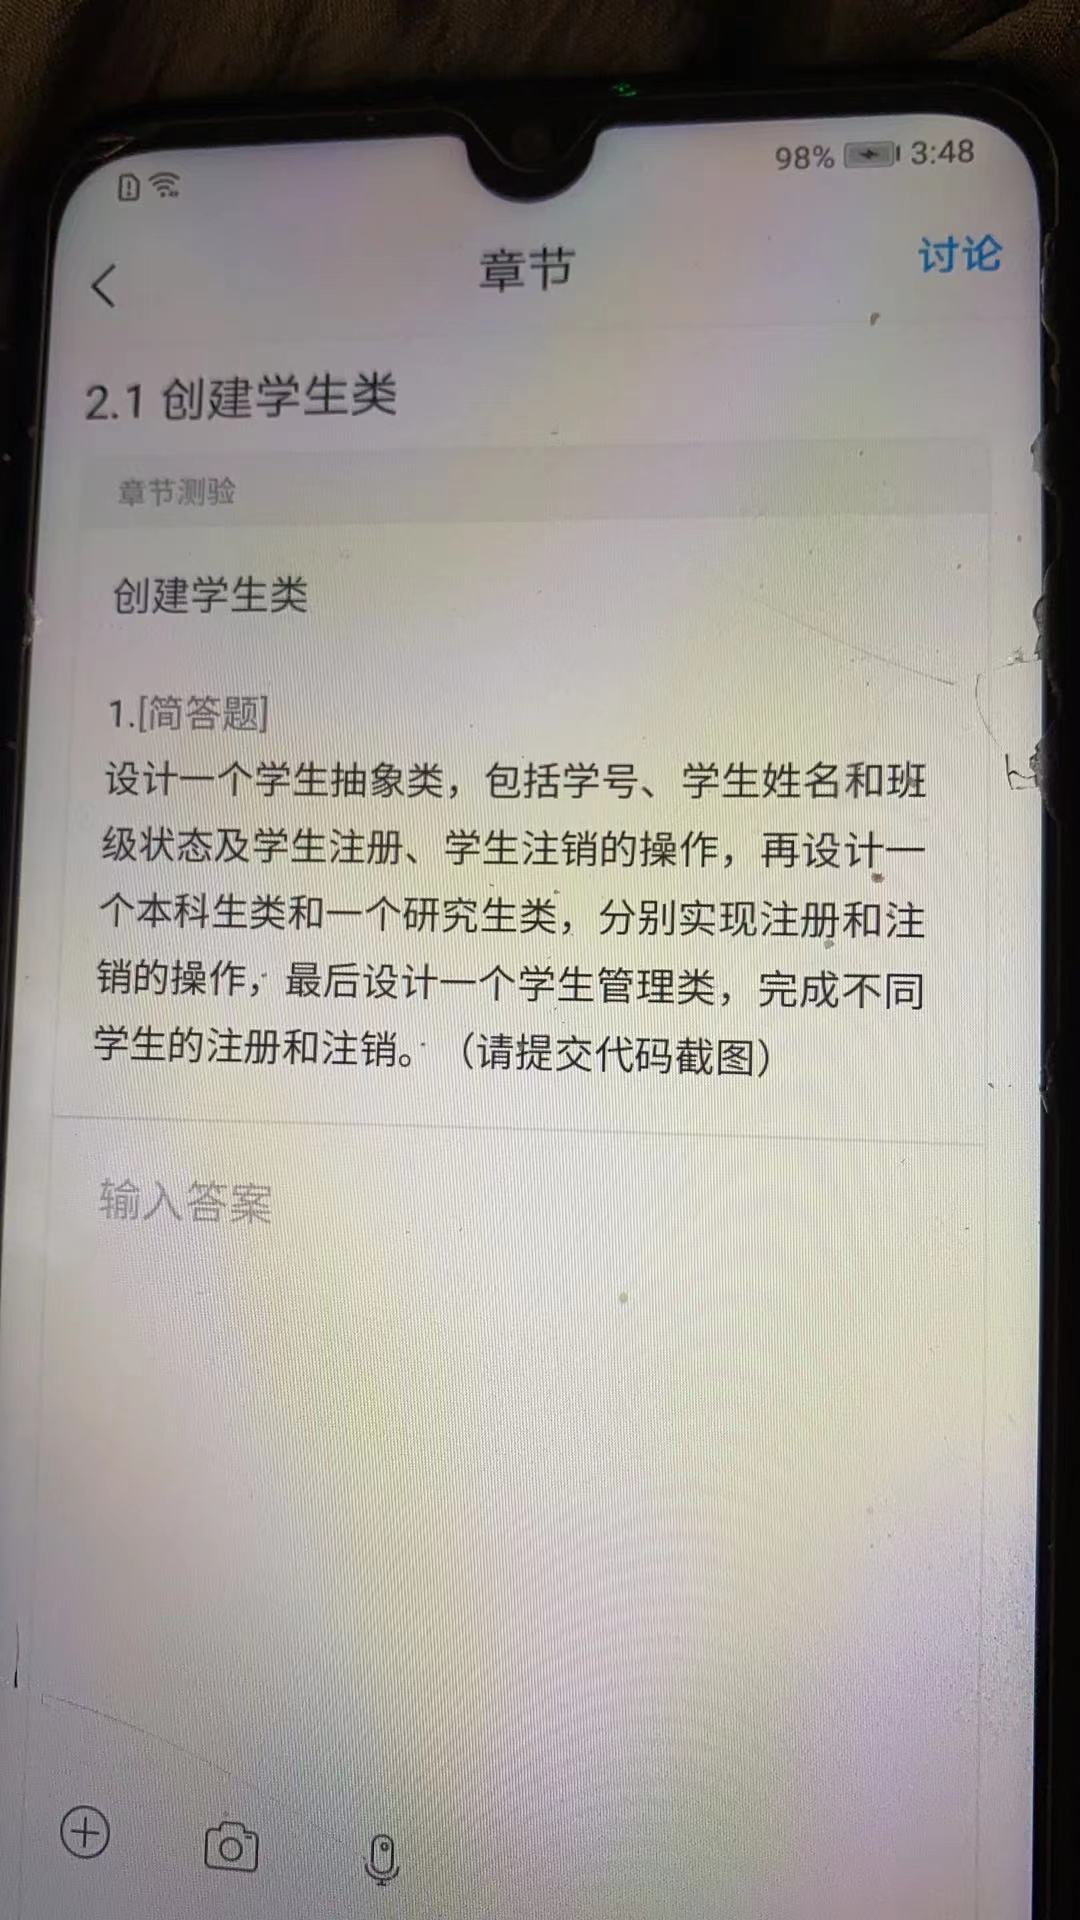 98% 3:48
章节
讨论
2.1 创建学生类
章节测验
创建学生类
1.[简答题]
设计一个学生抽象类，包括学号、学生姓名和班
级状态及学生注册、学生注销的操作，再设计一
个本科生类和一个研究生类，分别实现注册和注
销的操作，最后设计一个学生管理类，完成不同
学生的注册和注销。（请提交代码截图）
输入答案